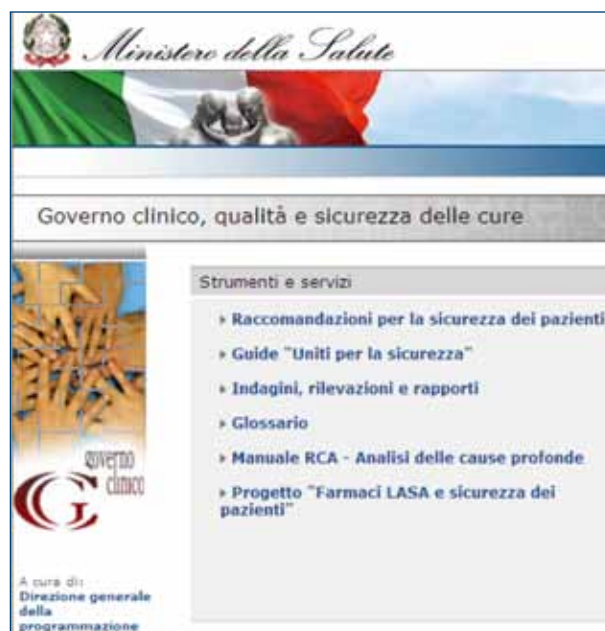 Ministero della Salute
Governo clinico, qualità e sicurezza delle cure
Strumenti e servizi
Raccomandazioni per la sicurezza dei pazienti
Guide "Uniti per la sicurezza"
Indagini, rilevazioni e rapporti
Glossario
Manuale RCA - Analisi delle cause profonde
Progetto "Farmaci LASA e sicurezza dei
pazienti"
governo
clinico
A cura di:
Direzione generale
della
programmazione